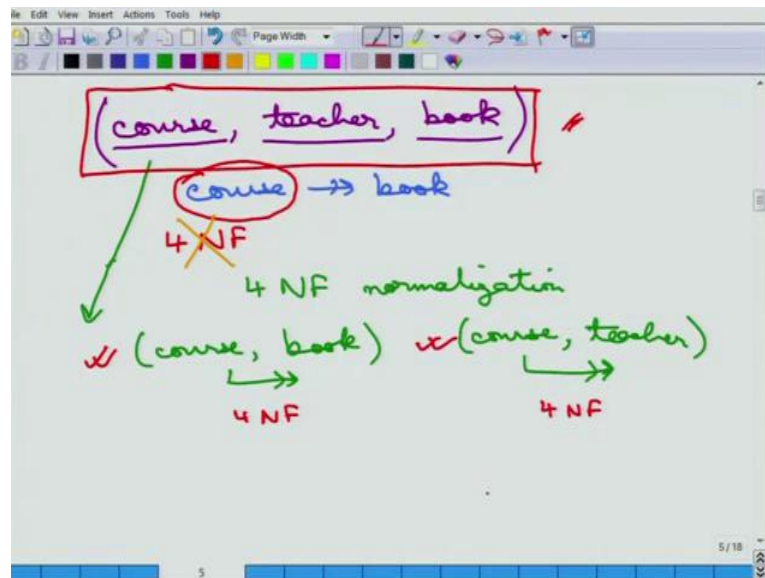 File Edit View Insert Actions Tools Help
Page Width
B I
(course, teacher, book)
course →→ book
4 NF
4 NF normalization
(course, book) (course, teacher)
4 NF 4 NF
5/18
5